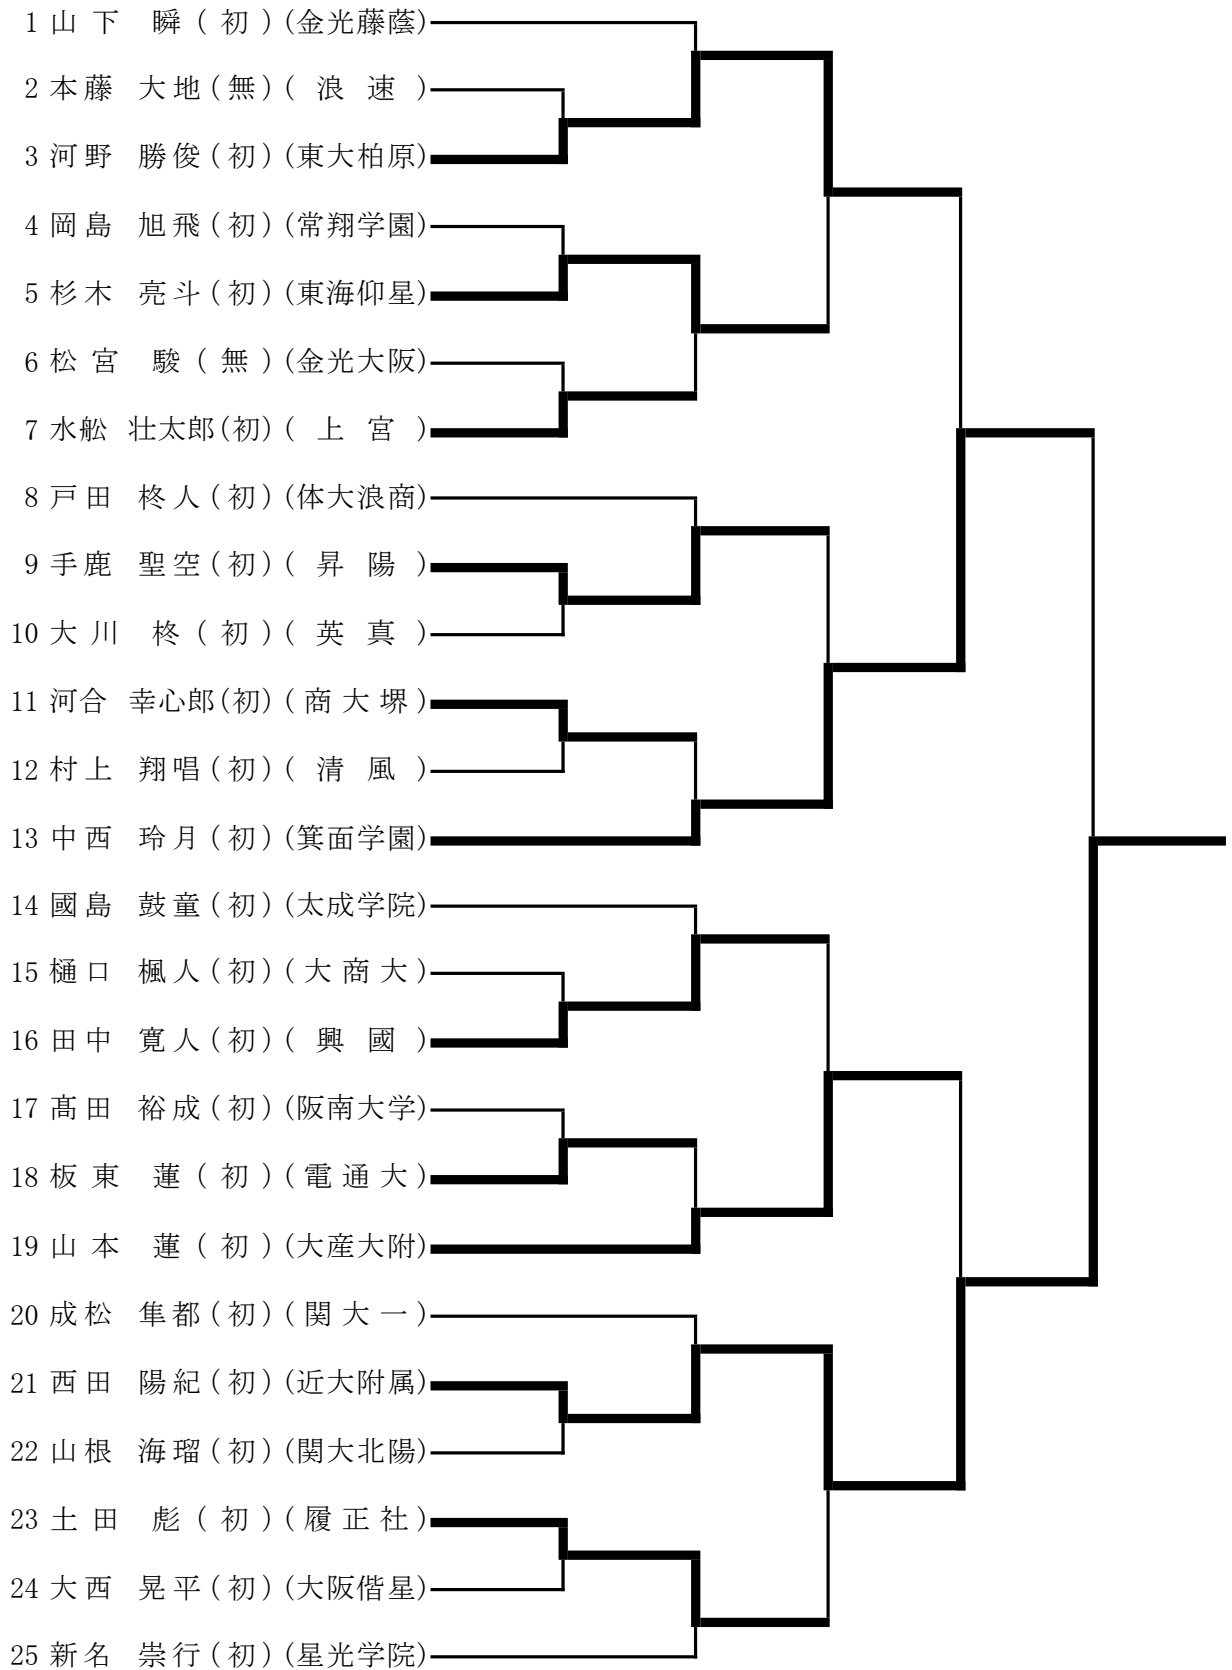 1 山下 瞬 (初) (金光藤蔭)
2 本藤 大地 (無) (浪速)
3 河野 勝俊 (初) (東大柏原)
4 岡島 旭飛 (初) (常翔学園)
5 杉木 亮斗 (初) (東海仰星)
6 松宮 駿 (無) (金光大阪)
7 水舩 壮太郎 (初) (上宮)
8 戸田 柊人 (初) (体大浪商)
9 手鹿 聖空 (初) (昇陽)
10 大川 柊 (初) (英真)
11 河合 幸心郎 (初) (商大堺)
12 村上 翔唱 (初) (清風)
13 中西 玲月 (初) (箕面学園)
14 國島 鼓童 (初) (太成学院)
15 樋口 楓人 (初) (大商大)
16 田中 寛人 (初) (興國)
17 髙田 裕成 (初) (阪南大学)
18 板東 蓮 (初) (電通大)
19 山本 蓮 (初) (大産大附)
20 成松 隼都 (初) (関大一)
21 西田 陽紀 (初) (近大附属)
22 山根 海瑠 (初) (関大北陽)
23 土田 彪 (初) (履正社)
24 大西 晃平 (初) (大阪偕星)
25 新名 崇行 (初) (星光学院)